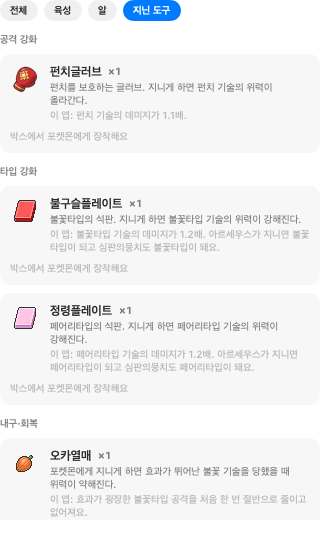 전체 육성 알 지닌 도구
공격 강화
펀치글러브 ×1
펀치를 보호하는 글러브. 지니게 하면 펀치 기술의 위력이
올라간다.
이 앱: 펀치 기술의 데미지가 1.1배.
박스에서 포켓몬에게 장착해요
타입 강화
불구슬플레이트 ×1
불꽃타입의 석판. 지니게 하면 불꽃타입 기술의 위력이 강해진다.
이 앱: 불꽃타입 기술의 데미지가 1.2배. 아르세우스가 지니면 불꽃
타입이 되고 심판의뭉치도 불꽃타입이 돼요.
박스에서 포켓몬에게 장착해요
정령플레이트 ×1
페어리타입의 석판. 지니게 하면 페어리타입 기술의 위력이
강해진다.
이 앱: 페어리타입 기술의 데미지가 1.2배. 아르세우스가 지니면
페어리타입이 되고 심판의뭉치도 페어리타입이 돼요.
박스에서 포켓몬에게 장착해요
내구·회복
오카열매 ×1
포켓몬에게 지니게 하면 효과가 뛰어난 불꽃 기술을 당했을 때
위력이 약해진다.
이 앱: 효과가 굉장한 불꽃타입 공격을 처음 한 번 절반으로 줄이고
없어져요.